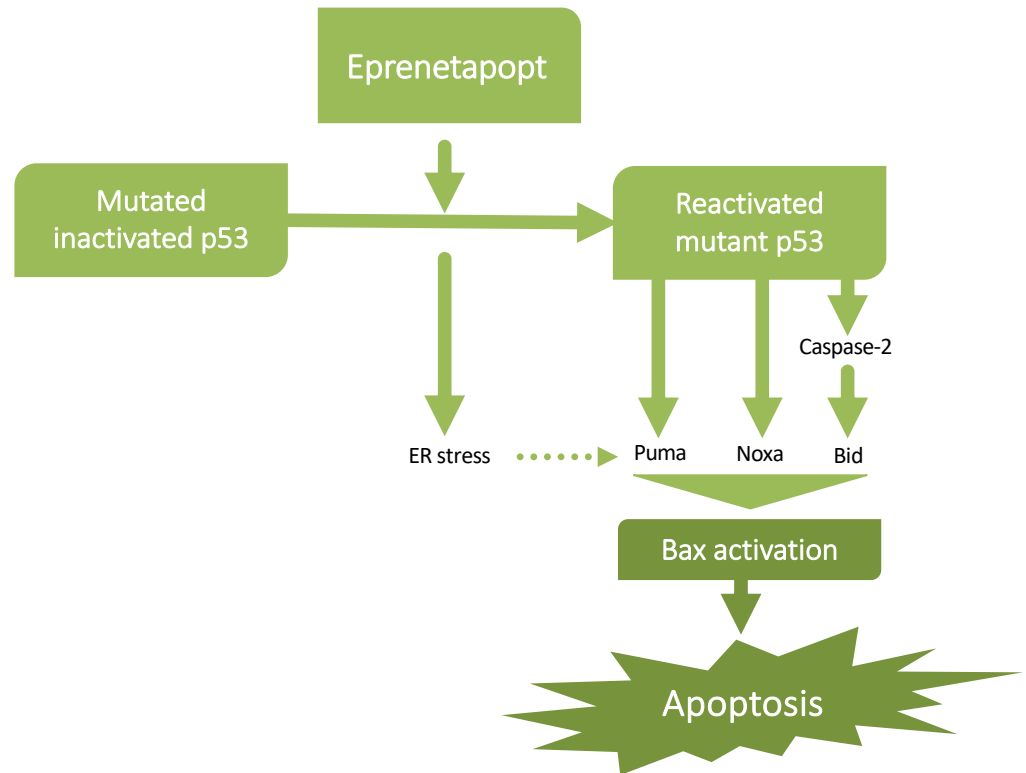 Eprenetapopt
Mutated
inactivated p53
Reactivated
mutant p53
Caspase-2
ER stress
Puma
Noxa
Bid
Bax activation
Apoptosis